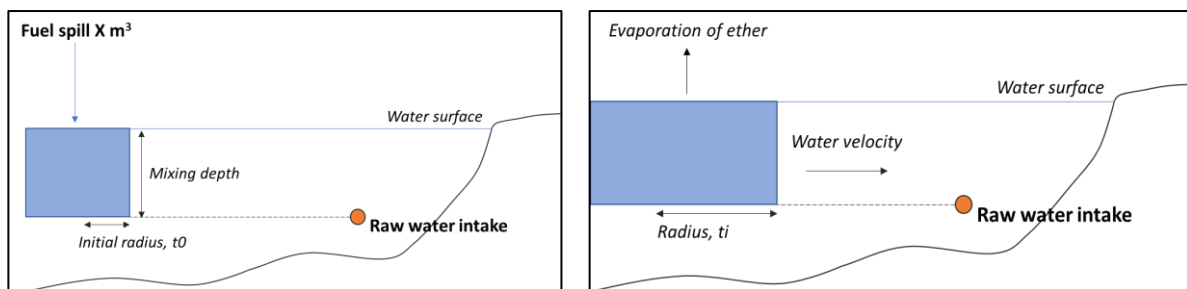 Fuel spill X m³
Water surface
Mixing depth
Raw water intake
Initial radius, t0
Evaporation of ether
Water surface
Water velocity
Raw water intake
Radius, ti